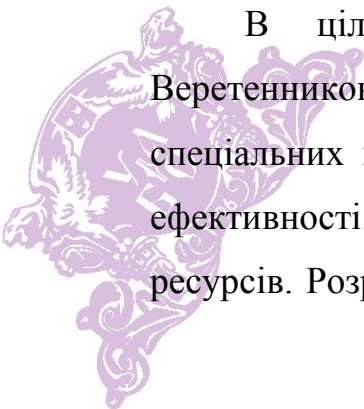 В ціл
Веретенников
спеціальних
ефективності
ресурсів. Розр